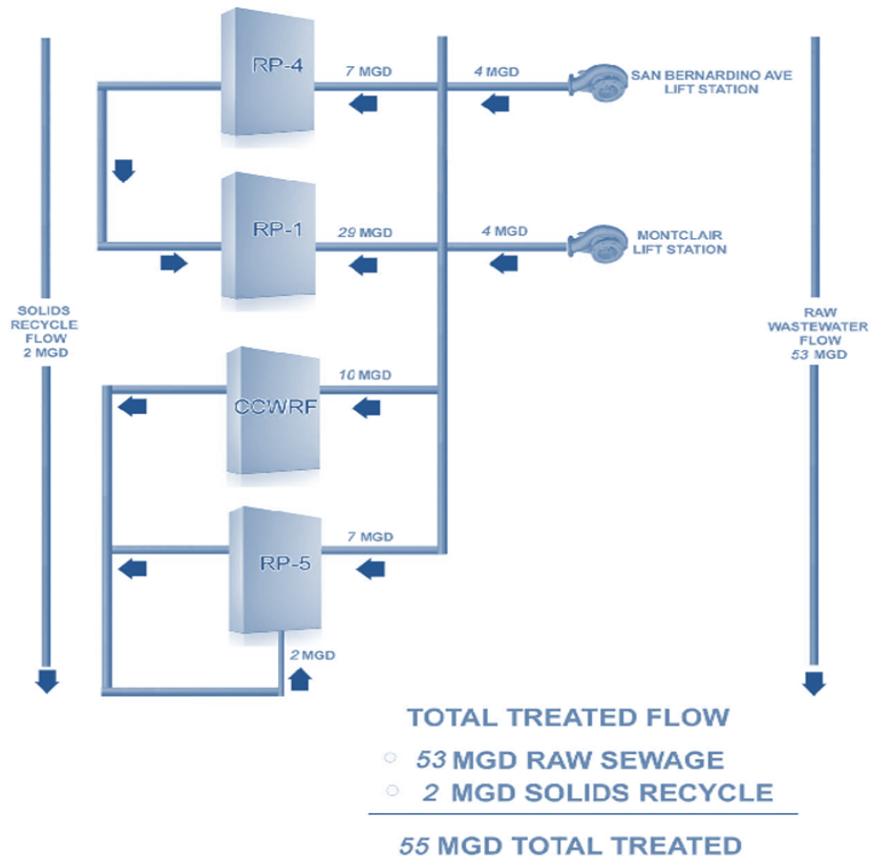 RP-4
7 MGD
4 MGD
SAN BERNARDINO AVE
LIFT STATION
RP-1
29 MGD
4 MGD
MONTCLAIR
LIFT STATION
SOLIDS
RECYCLE
FLOW
2 MGD
RAW
WASTEWATER
FLOW
53 MGD
CCWRF
10 MGD
RP-5
7 MGD
2 MGD
TOTAL TREATED FLOW
53 MGD RAW SEWAGE
2 MGD SOLIDS RECYCLE
55 MGD TOTAL TREATED